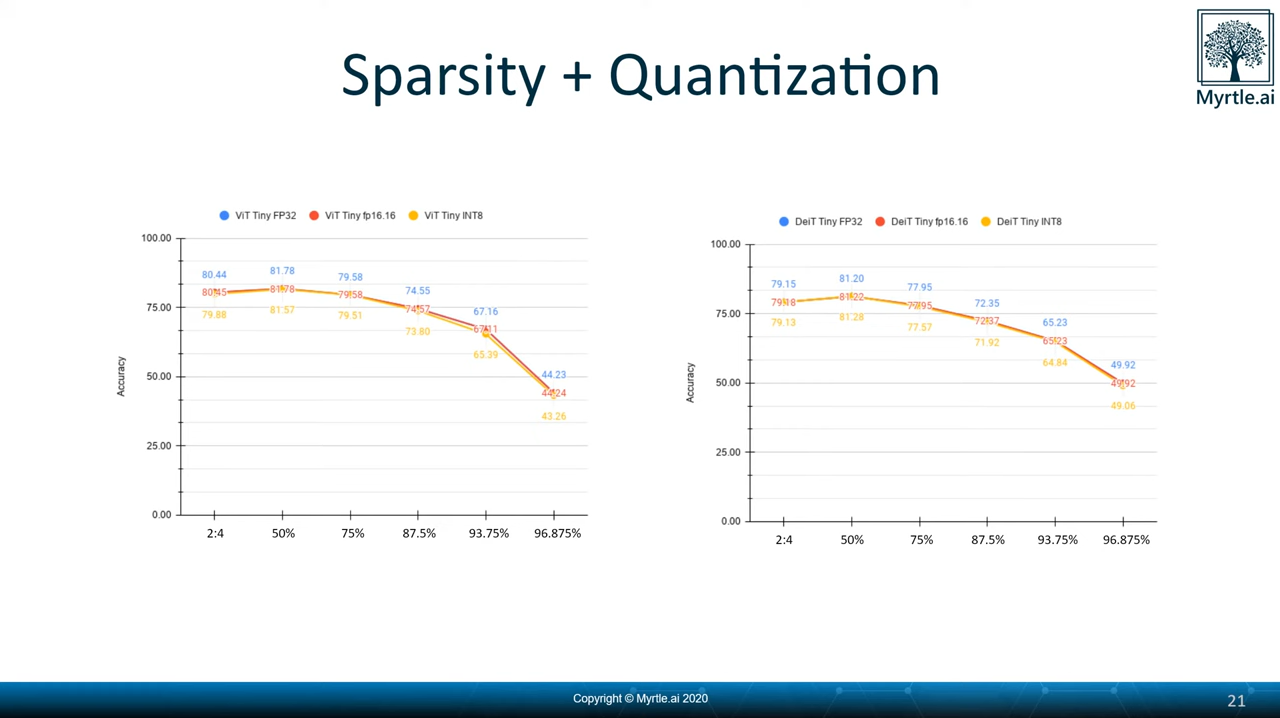 Sparsity + Quantization
Myrtle.ai
ViT Tiny FP32 ViT Tiny fp16.16 ViT Tiny INT8
100.00
75.00
50.00
25.00
0.00
Accuracy
80.44 81.78 79.58 74.55 67.16 44.23
80.45 81.78 79.58 74.57 67.11 44.24
79.88 81.57 79.51 73.80 65.39 43.26
2:4 50% 75% 87.5% 93.75% 96.875%
DeiT Tiny FP32 DeiT Tiny fp16.16 DeiT Tiny INT8
100.00
75.00
50.00
25.00
0.00
Accuracy
79.15 81.20 77.95 72.35 65.23 49.92
79.18 81.22 77.95 72.37 65.23 49.92
79.13 81.28 77.57 71.92 64.84 49.06
2:4 50% 75% 87.5% 93.75% 96.875%
Copyright © Myrtle.ai 2020
21